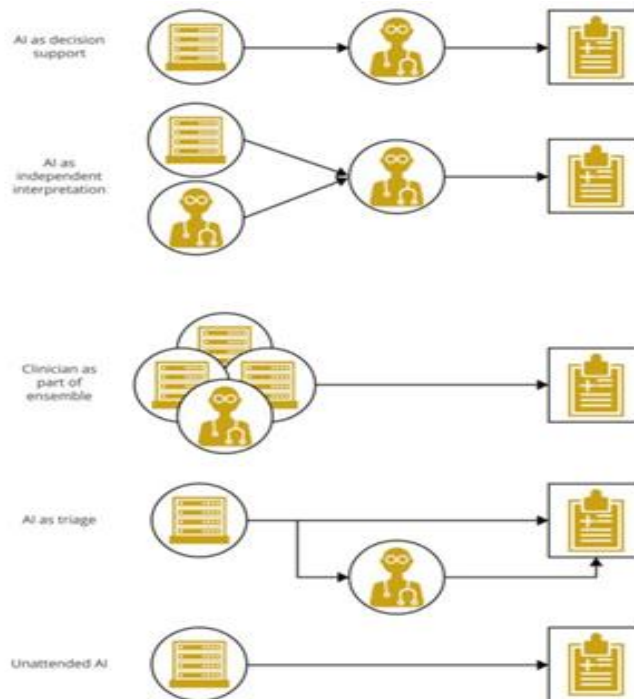 AI as decision
support
AI as
independent
interpretation
Clinician as
part of
ensemble
AI as triage
Unattended AI